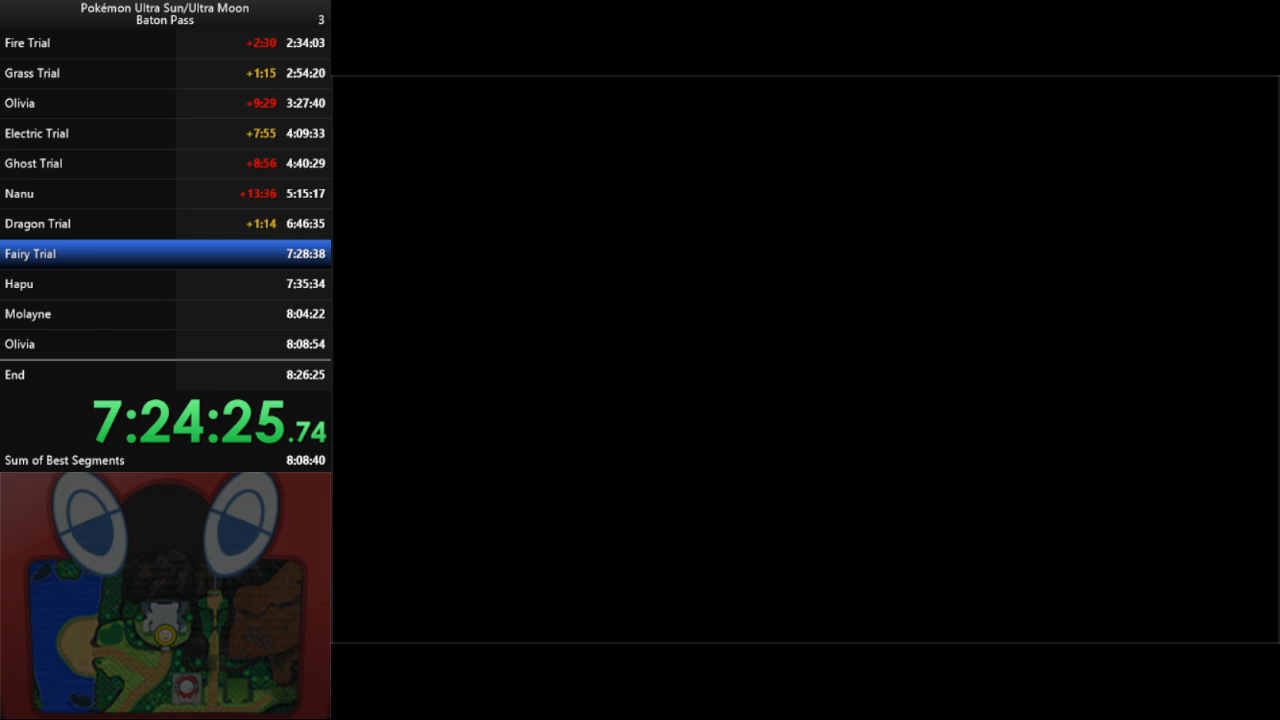 Pokémon Ultra Sun/Ultra Moon
Baton Pass 3
Fire Trial +2:30 2:34:03
Grass Trial +1:15 2:54:20
Olivia +9:29 3:27:40
Electric Trial +7:55 4:09:33
Ghost Trial +8:56 4:40:29
Nanu +13:36 5:15:17
Dragon Trial +1:14 6:46:35
Fairy Trial 7:28:38
Hapu 7:35:34
Molayne 8:04:22
Olivia 8:08:54
End 8:26:25
7:24:25.74
Sum of Best Segments 8:08:40